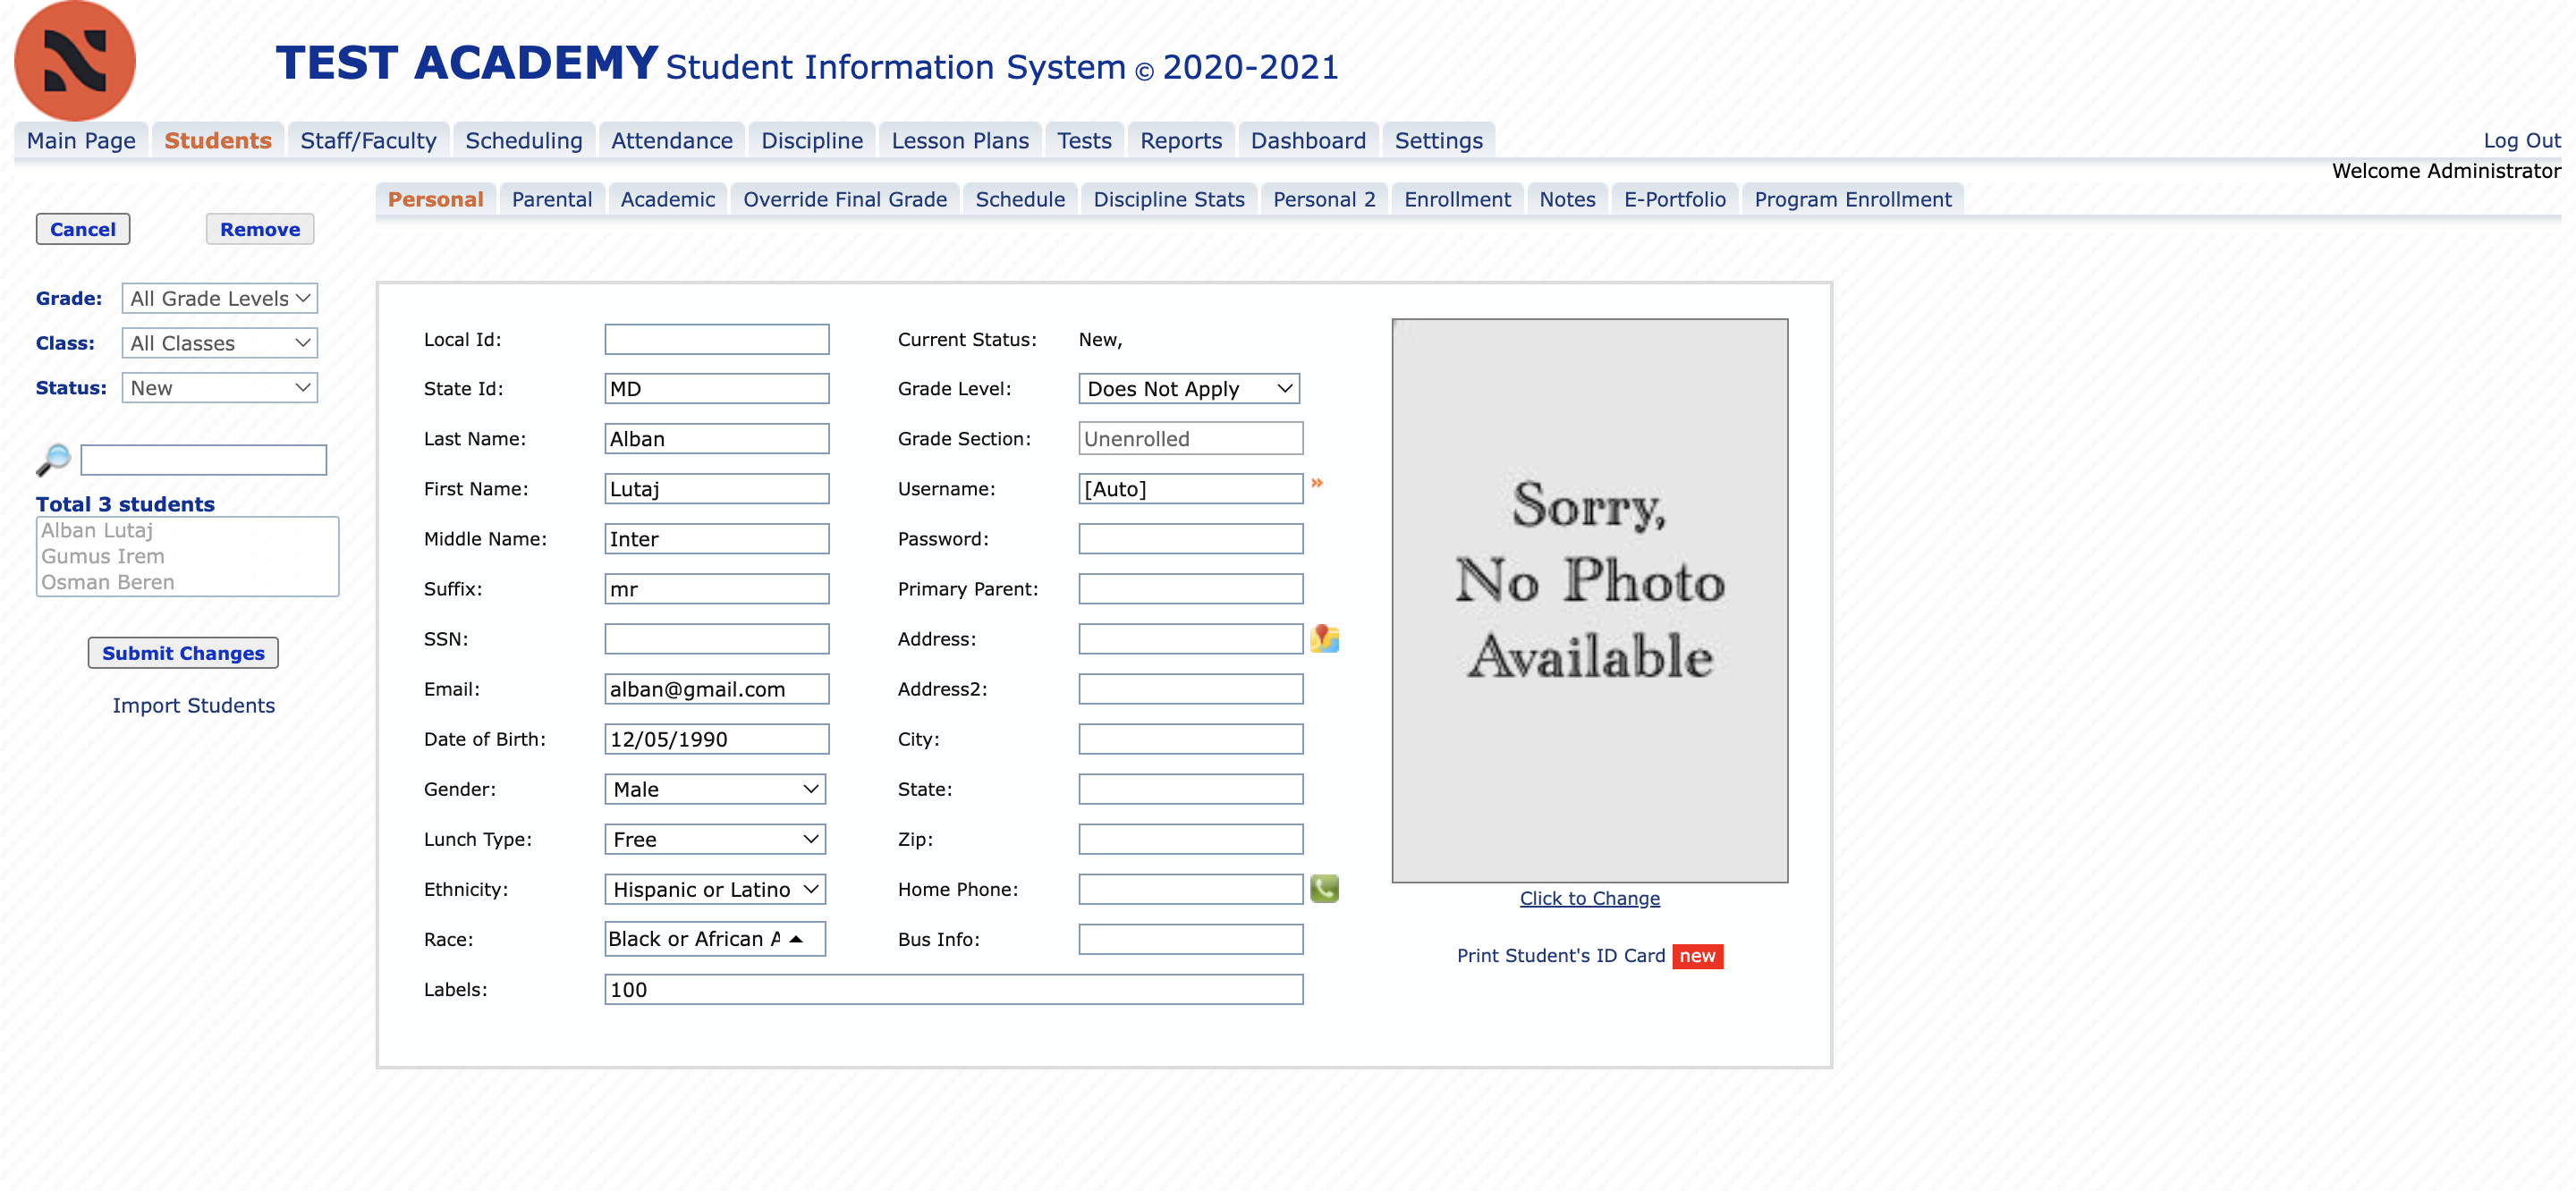 TEST ACADEMY Student Information System © 2020-2021
Main Page Students Staff/Faculty Scheduling Attendance Discipline Lesson Plans Tests Reports Dashboard Settings Log Out
Welcome Administrator
Personal Parental Academic Override Final Grade Schedule Discipline Stats Personal 2 Enrollment Notes E-Portfolio Program Enrollment
Cancel Remove
Grade: All Grade Levels
Class: All Classes
Status: New
Total 3 students
Alban Lutaj
Gumus Irem
Osman Beren
Submit Changes
Import Students
Local Id:
State Id: MD
Last Name: Alban
First Name: Lutaj
Middle Name: Inter
Suffix: mr
SSN:
Email: alban@gmail.com
Date of Birth: 12/05/1990
Gender: Male
Lunch Type: Free
Ethnicity: Hispanic or Latino
Race: Black or African A
Labels: 100
Current Status: New,
Grade Level: Does Not Apply
Grade Section: Unenrolled
Username: [Auto] »
Password:
Primary Parent:
Address:
Address2:
City:
State:
Zip:
Home Phone:
Bus Info:
Sorry,
No Photo
Available
Click to Change
Print Student's ID Card new